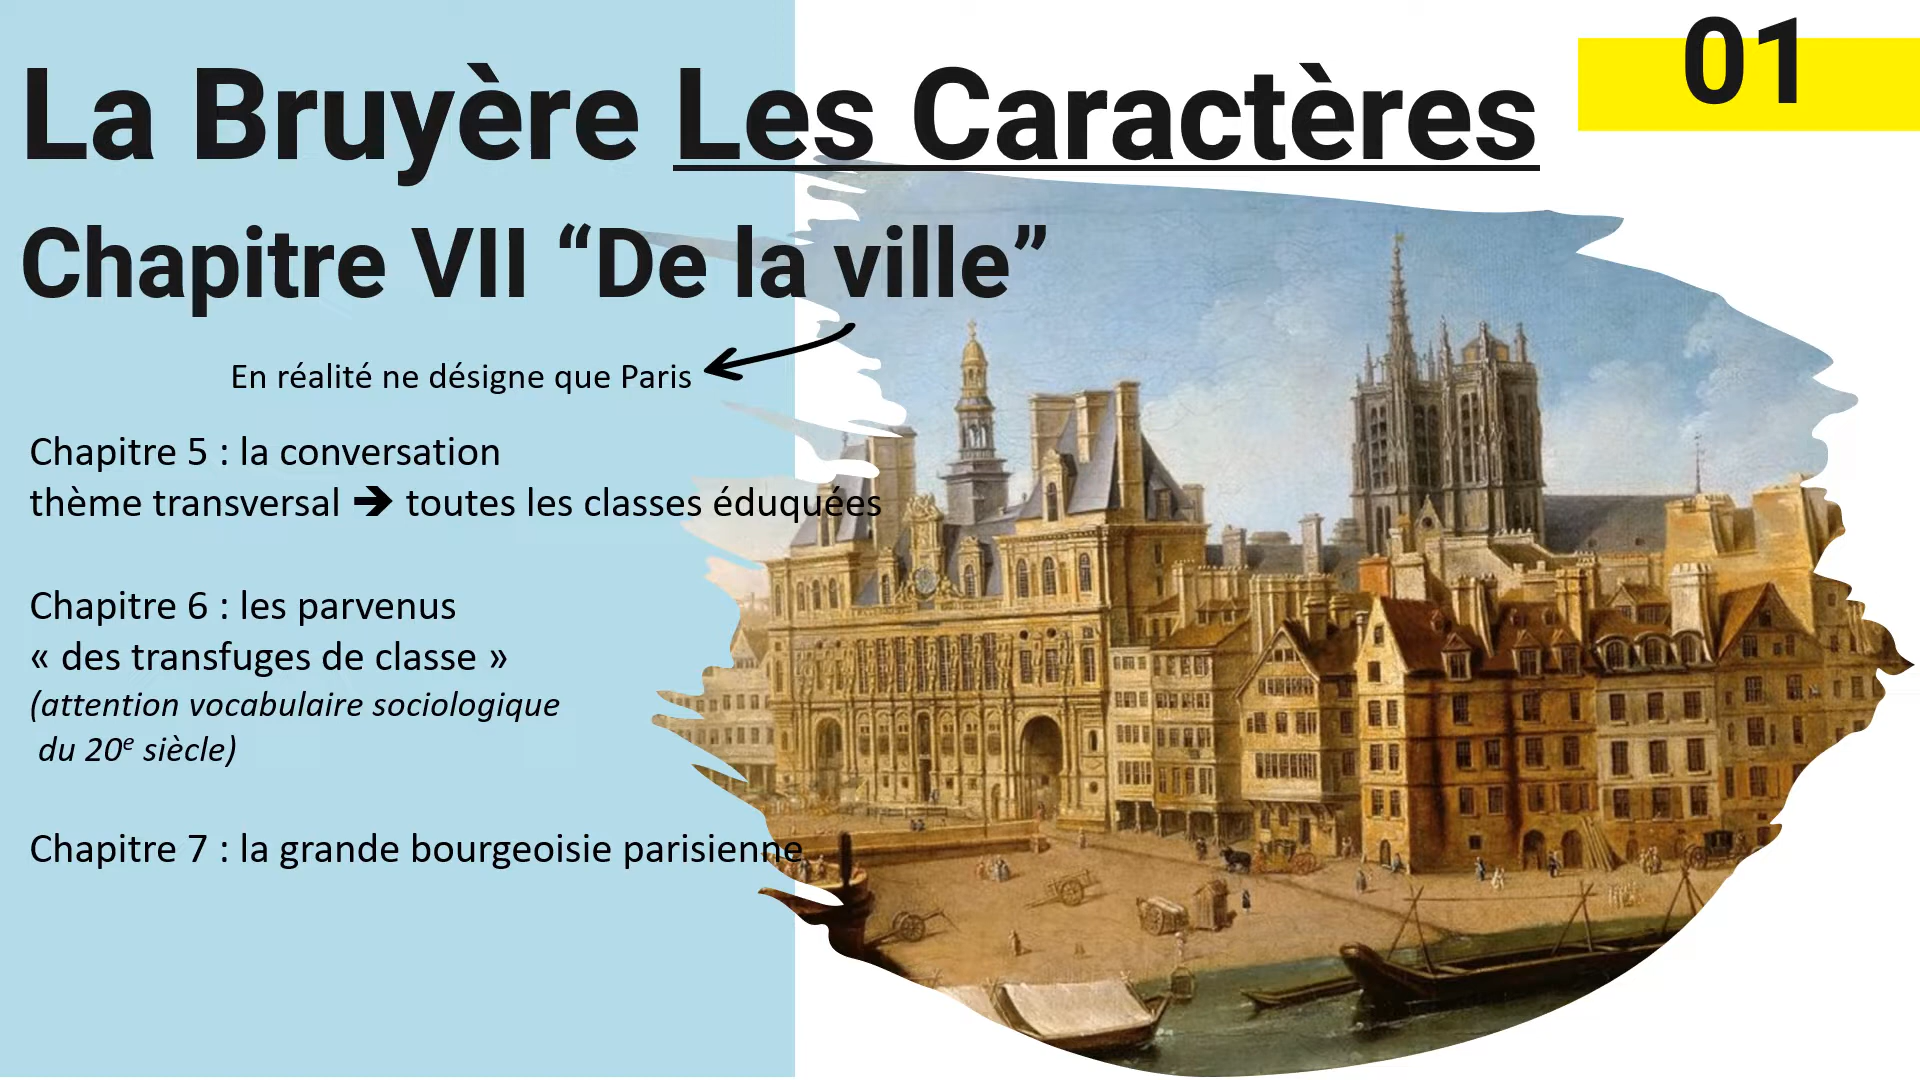 01
La Bruyère Les Caractères
Chapitre VII “De la ville”
En réalité ne désigne que Paris
Chapitre 5 : la conversation
thème transversal ➔ toutes les classes éduquées
Chapitre 6 : les parvenus
« des transfuges de classe »
(attention vocabulaire sociologique
du 20e siècle)
Chapitre 7 : la grande bourgeoisie parisienne